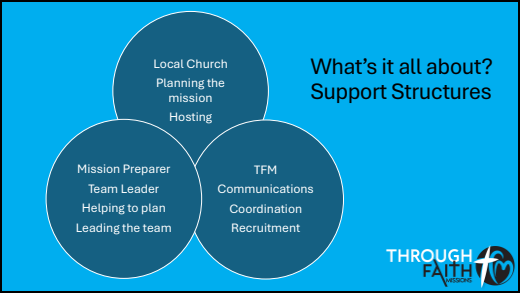 What's it all about?
Support Structures
Local Church
Planning the
mission
Hosting
Mission Preparer
Team Leader
Helping to plan
Leading the team
TFM
Communications
Coordination
Recruitment
THROUGH
FAITH
MISSIONS